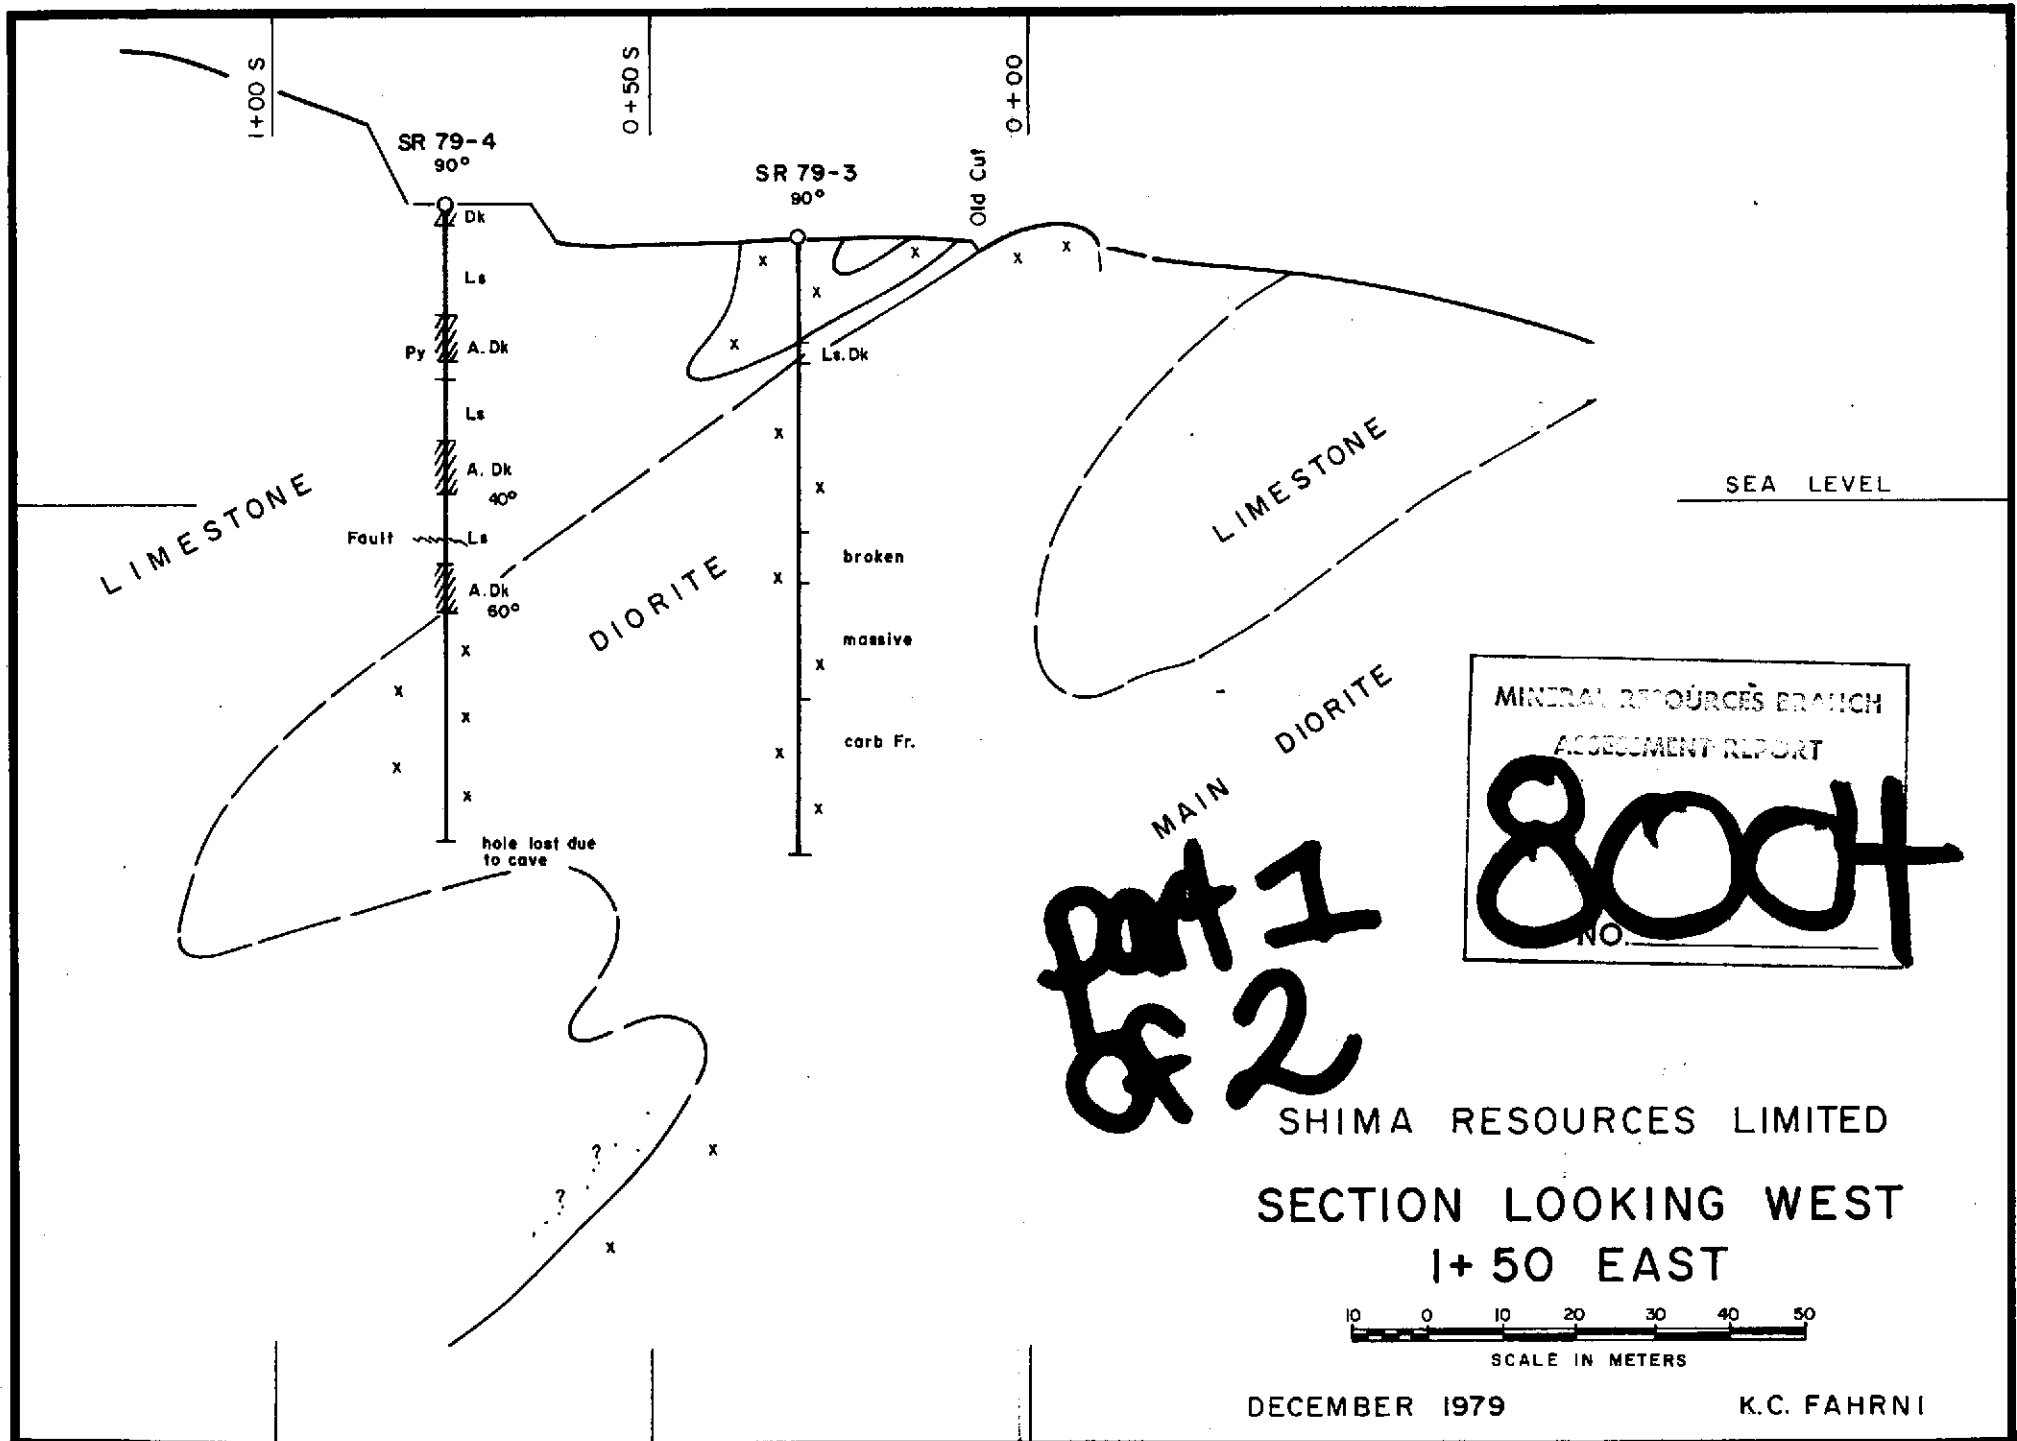 1+00 S
0+50 S
0+00
SR 79-4
90°
SR 79-3
90°
Old Cut
Dk
Ls
Py
A.Dk
Ls
A. Dk
40°
Fault
Ls
A.Dk
60°
x
x
x
x
x
hole lost due
to cave
x
x
x
x
x
x
Ls.Dk
x
x
x
x
x
x
broken
massive
carb Fr.
LIMESTONE
DIORITE
LIMESTONE
MAIN DIORITE
SEA LEVEL
?
?
x
x
MINERAL RESOURCES BRANCH
ASSESSMENT REPORT
8004
NO.
part 1
of 2
SHIMA RESOURCES LIMITED
SECTION LOOKING WEST
1+50 EAST
10 0 10 20 30 40 50
SCALE IN METERS
DECEMBER 1979
K.C. FAHRNI